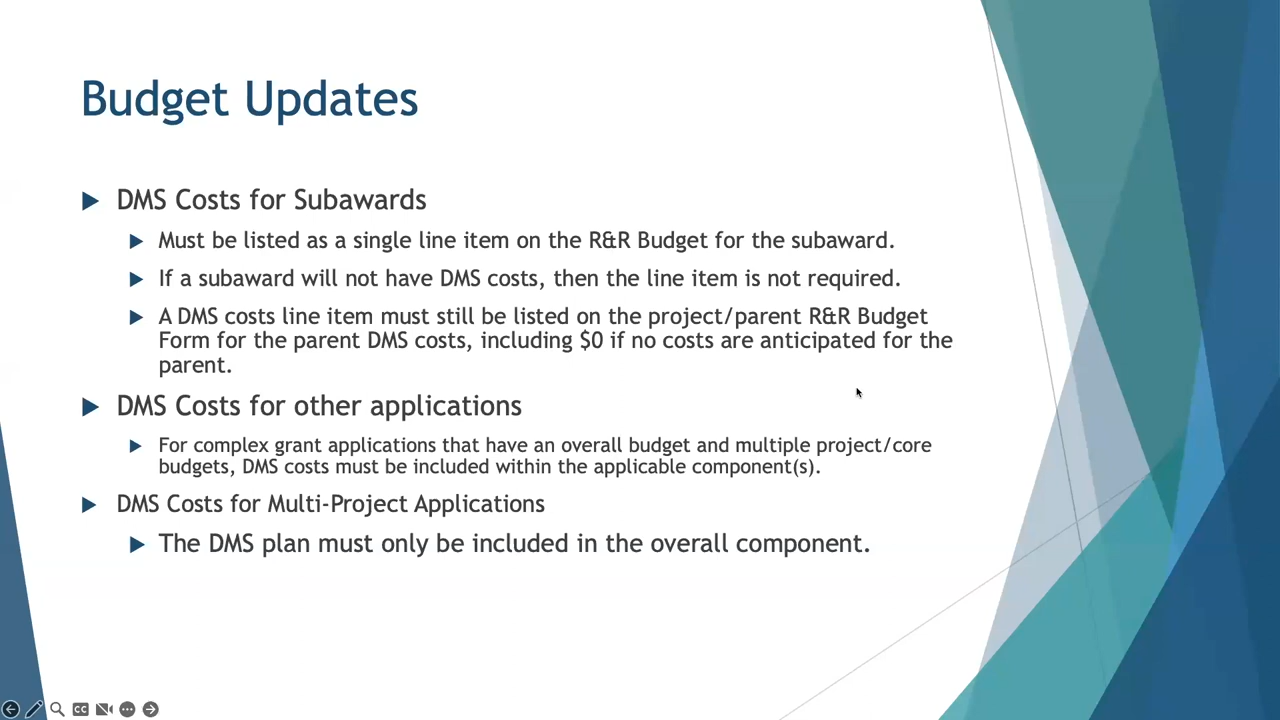 Budget Updates
DMS Costs for Subawards
Must be listed as a single line item on the R&R Budget for the subaward.
If a subaward will not have DMS costs, then the line item is not required.
A DMS costs line item must still be listed on the project/parent R&R Budget
Form for the parent DMS costs, including $0 if no costs are anticipated for the
parent.
DMS Costs for other applications
For complex grant applications that have an overall budget and multiple project/core
budgets, DMS costs must be included within the applicable component(s).
DMS Costs for Multi-Project Applications
The DMS plan must only be included in the overall component.
CC